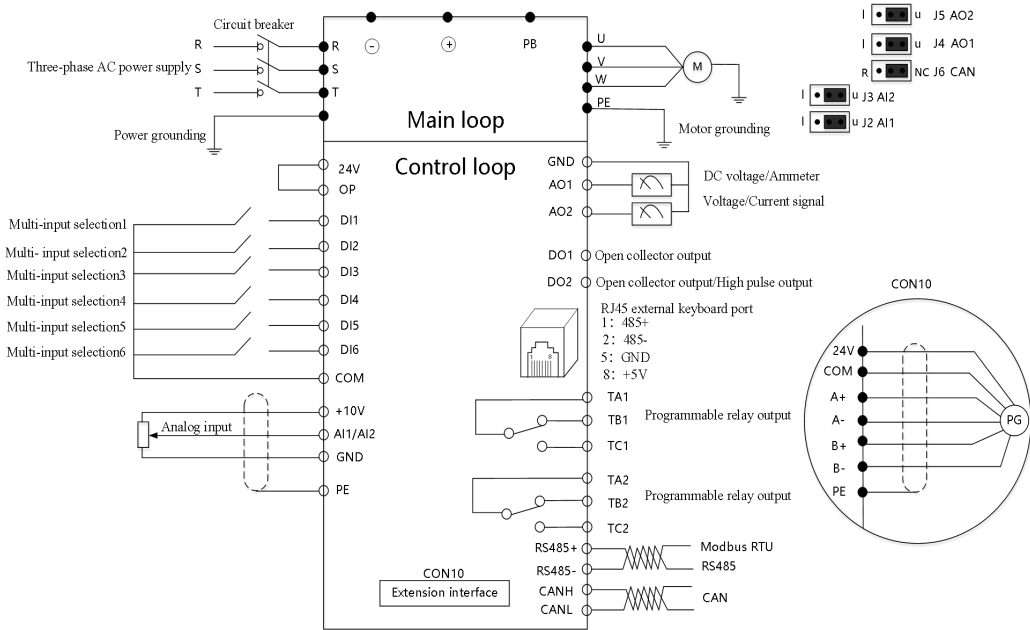 Circuit breaker
R
R
Three-phase AC power supply S
S
T
T
Power grounding
-
+
PB
Main loop
U
V
W
PE
M
Motor grounding
I u J5 AO2
I u J4 AO1
R NC J6 CAN
I u J3 AI2
I u J2 AI1
Control loop
24V
OP
Multi-input selection1
DI1
Multi- input selection2
DI2
Multi-input selection3
DI3
Multi-input selection4
DI4
Multi-input selection5
DI5
Multi-input selection6
DI6
COM
+10V
Analog input
AI1/AI2
GND
PE
GND
AO1
AO2
DC voltage/Ammeter
Voltage/Current signal
DO1 Open collector output
DO2 Open collector output/High pulse output
RJ45 external keyboard port
1: 485+
2: 485-
5: GND
8: +5V
1 8
TA1
TB1
Programmable relay output
TC1
TA2
TB2
Programmable relay output
TC2
RS485+
Modbus RTU
RS485-
RS485
CANH
CANL
CAN
CON10
Extension interface
CON10
24V
COM
A+
A-
B+
B-
PE
PG